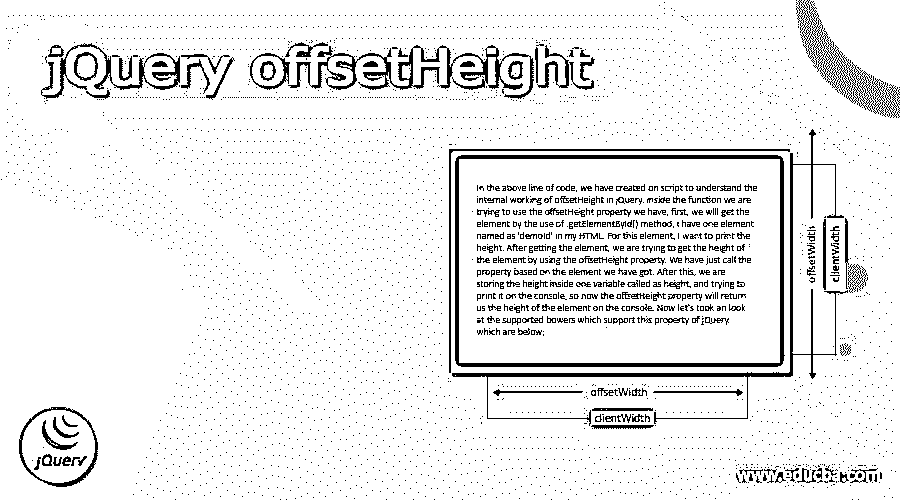 jQuery offsetHeight
In the above line of code, we have created on script to understand the
internal working of offsetHeight in jQuery. Inside the function we are
trying to use the offsetHeight property we have, first, we will get the
element by the use of .getElementById() method, I have one element
named as 'demoId' in my HTML. For this element, I want to print the
height. After getting the element, we are trying to get the height of
the element by using the offsetHeight property. We have just call the
property based on the element we have got. After this, we are
storing the height inside one variable called as height, and trying to
print it on the console, so now the offsetHeight property will return
us the height of the element on the console. Now let's took an look
at the supported bowers which support this property of jQuery.
which are below;
offsetWidth
clientWidth
offsetWidth
clientWidth
jQuery
www.educba.com